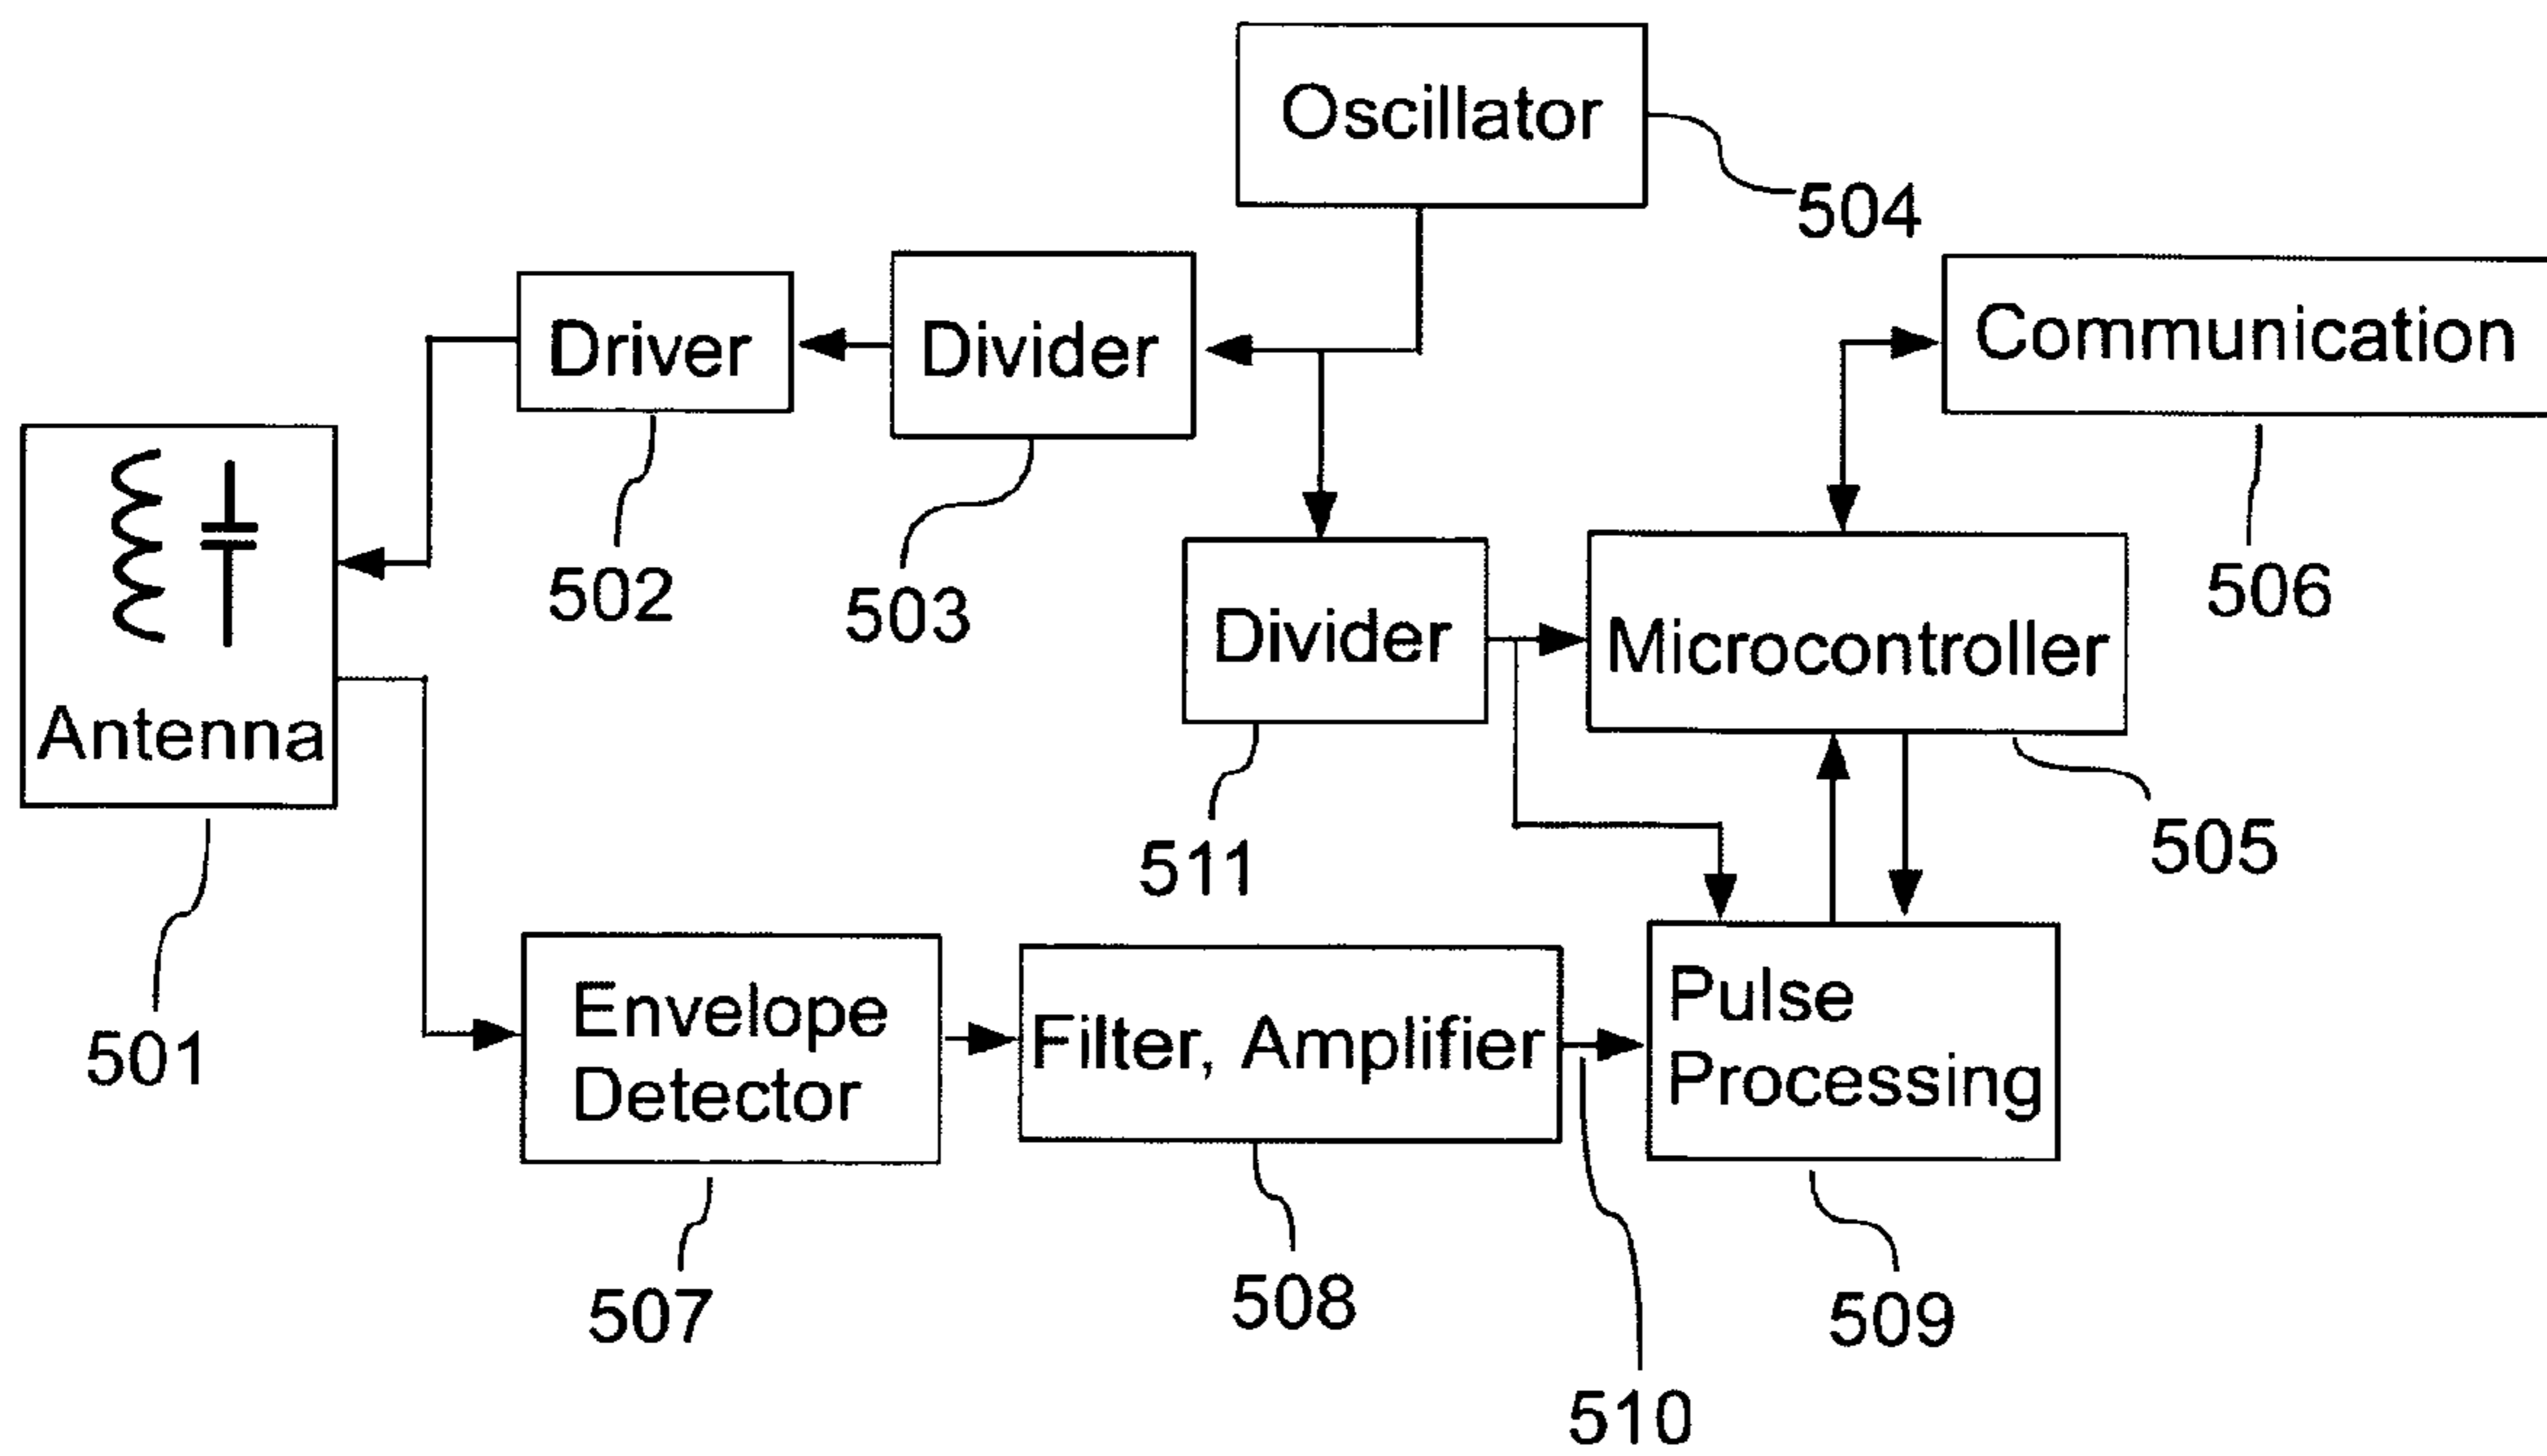 Oscillator
504
Communication
Driver
Divider
502
503
506
Antenna
Divider
Microcontroller
511
505
501
Envelope
Detector
Filter, Amplifier
Pulse
Processing
507
508
509
510